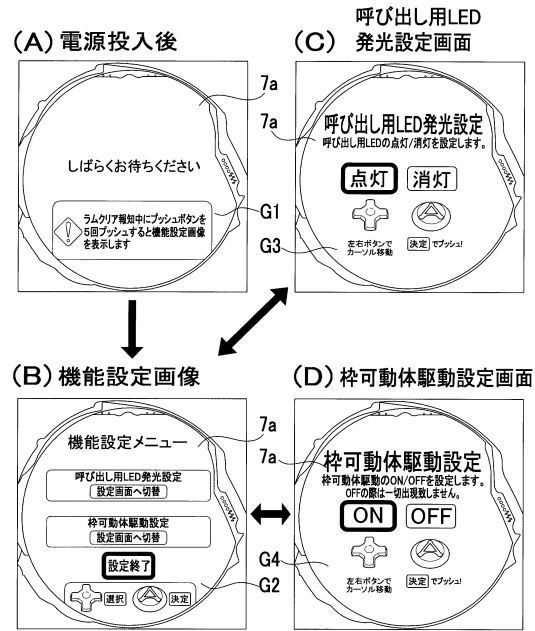 (A) 電源投入後
7a
しばらくお待ちください
ラムクリア報知中にプッシュボタンを
5回プッシュすると機能設定画像
を表示します
G1
(C) 呼び出し用LED
発光設定画面
7a
呼び出し用LED発光設定
呼び出し用LEDの点灯/消灯を設定します。
点灯 消灯
左右ボタンで
カーソル移動
決定 でプッシュ!
G3
(B) 機能設定画像
7a
機能設定メニュー
呼び出し用LED発光設定
設定画面へ切替
枠可動体駆動設定
設定画面へ切替
設定終了
選択 決定
G2
(D) 枠可動体駆動設定画面
7a
枠可動体駆動設定
枠可動体駆動のON/OFFを設定します。
OFFの際は一切出現致しません。
ON OFF
左右ボタンで
カーソル移動
決定 でプッシュ!
G4